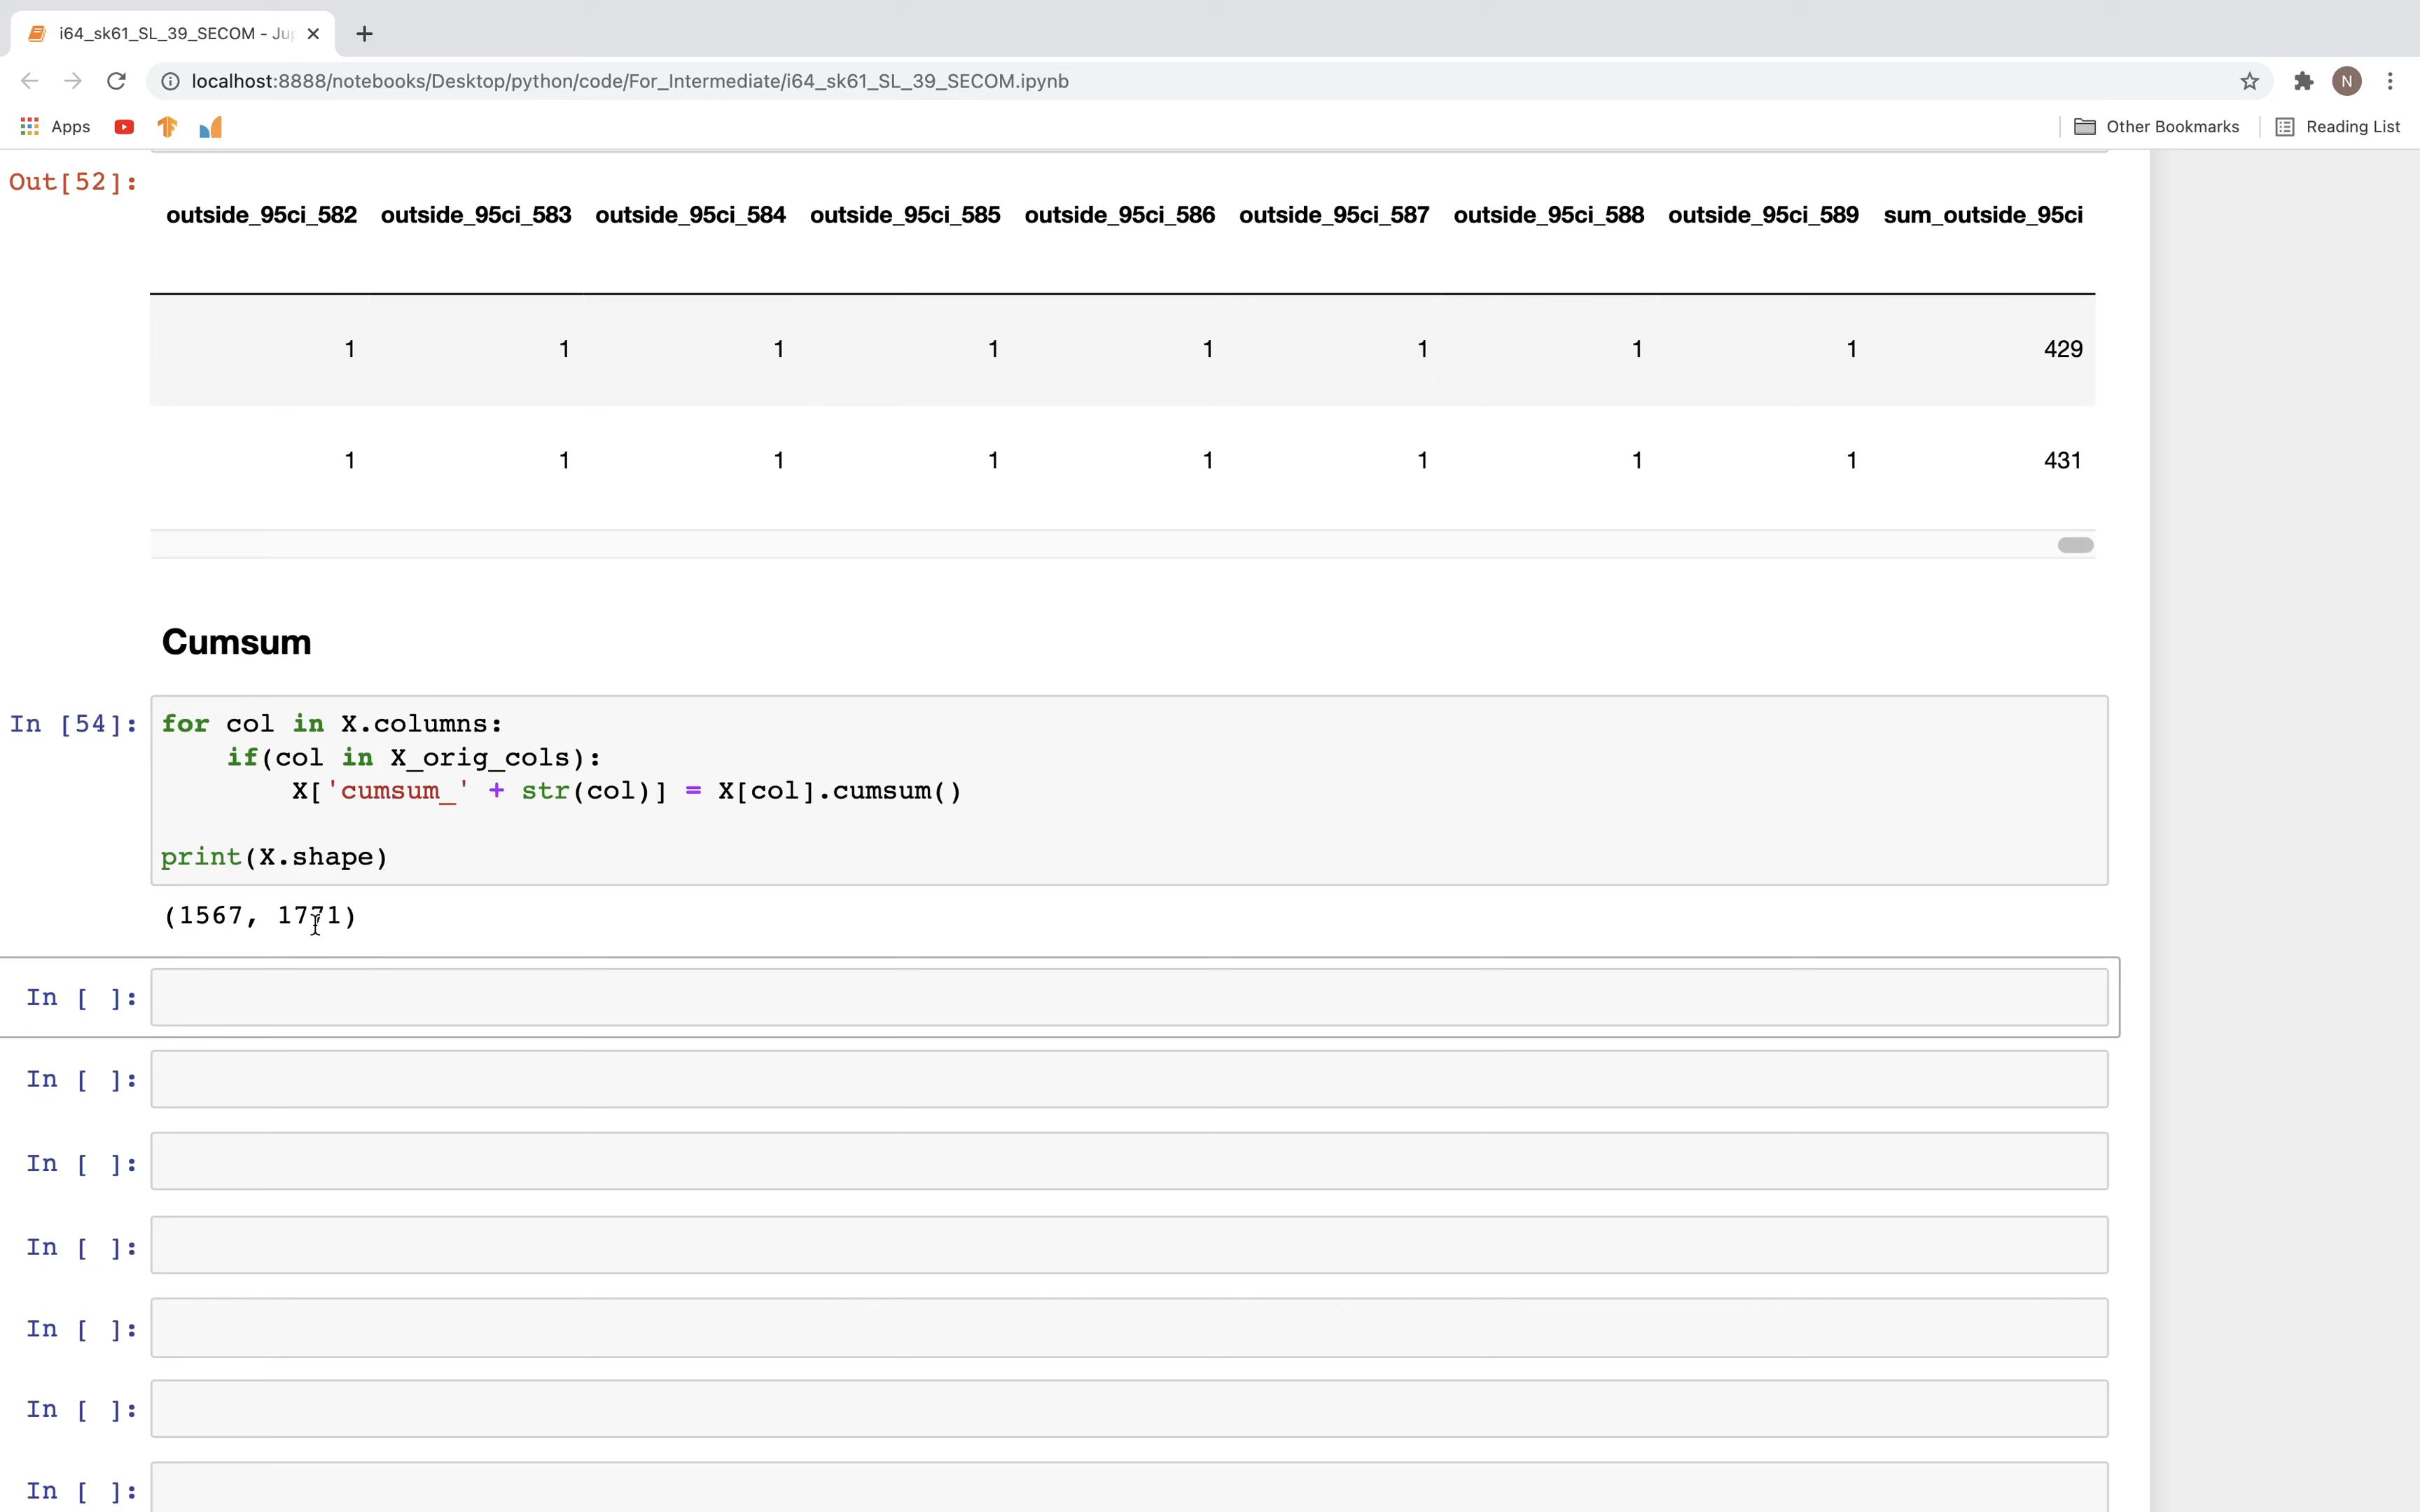 i64_sk61_SL_39_SECOM - Ju
localhost:8888/notebooks/Desktop/python/code/For_Intermediate/i64_sk61_SL_39_SECOM.ipynb
N
Apps
Other Bookmarks
Reading List
Out[52]:
outside_95ci_582 outside_95ci_583 outside_95ci_584 outside_95ci_585 outside_95ci_586 outside_95ci_587 outside_95ci_588 outside_95ci_589 sum_outside_95ci
1 1 1 1 1 1 1 1 429
1 1 1 1 1 1 1 1 431
Cumsum
In [54]:
for col in X.columns:
    if(col in X_orig_cols):
        X['cumsum_' + str(col)] = X[col].cumsum()
print(X.shape)
(1567, 1771)
In [ ]:
In [ ]:
In [ ]:
In [ ]:
In [ ]:
In [ ]:
In [ ]: